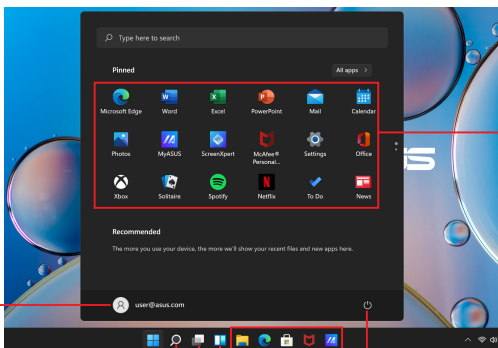 Type here to search
Pinned
All apps >
Microsoft Edge Word Excel PowerPoint Mail Calendar
Photos MyASUS ScreenXpert McAfee® Personal... Settings Office
Xbox Solitaire Spotify Netflix To Do News
Recommended
The more you use your device, the more we'll show your recent files and new apps here.
user@asus.com